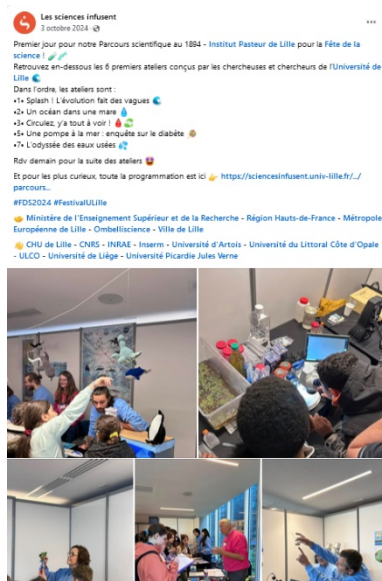 Les sciences infusent
3 octobre 2024 ·
Premier jour pour notre Parcours scientifique au 1894 - Institut Pasteur de Lille pour la Fête de la
science !
Retrouvez en-dessous les 6 premiers ateliers conçus par les chercheuses et chercheurs de l'Université de
Lille
Dans l'ordre, les ateliers sont :
•1• Splash ! L'évolution fait des vagues
•2• Un océan dans une mare
•3• Circulez, y'a tout à voir !
•5• Une pompe à la mer : enquête sur le diabète
•7• L'odyssée des eaux usées
Rdv demain pour la suite des ateliers
Et pour les plus curieux, toute la programmation est ici https://sciencesinfusent.univ-lille.fr/.../
parcours...
#FDS2024 #FestivalULille
Ministère de l'Enseignement Supérieur et de la Recherche - Région Hauts-de-France - Métropole
Européenne de Lille - Ombelliscience - Ville de Lille
CHU de Lille - CNRS - INRAE - Inserm - Université d'Artois - Université du Littoral Côte d'Opale
- ULCO - Université de Liège - Université Picardie Jules Verne